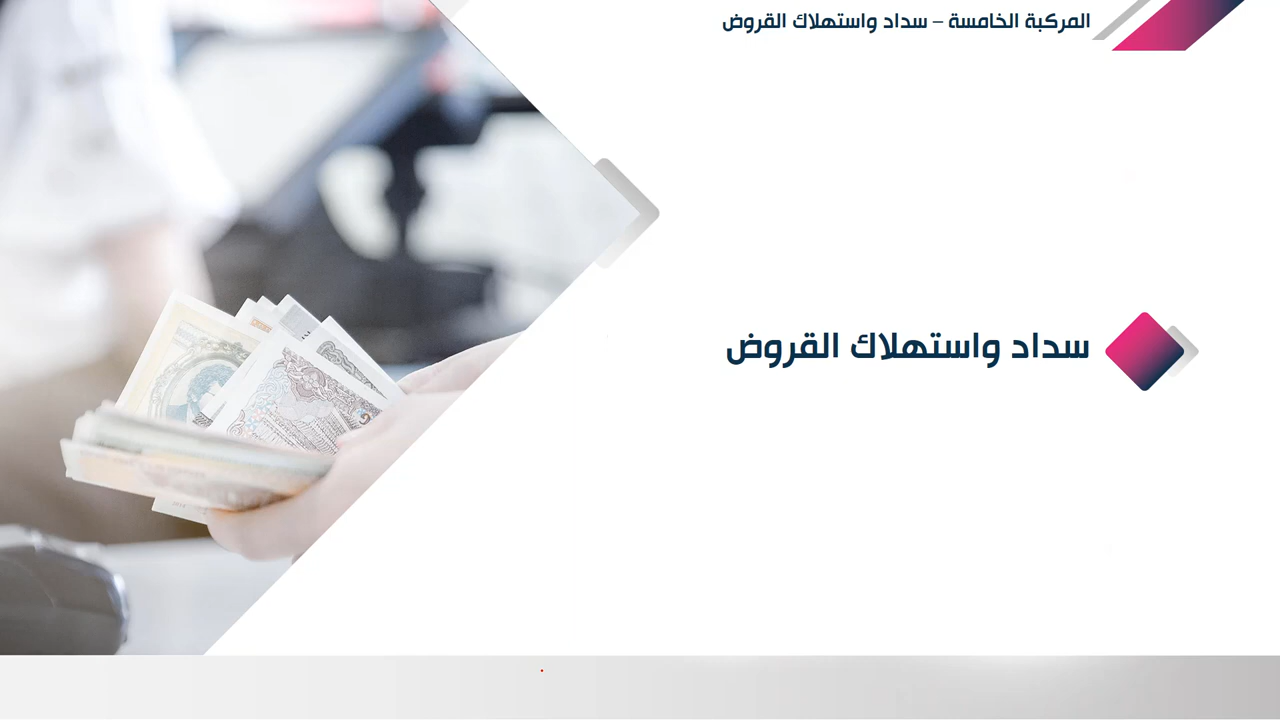 المركبة الخامسة – سداد واستهلاك القروض
سداد واستهلاك القروض